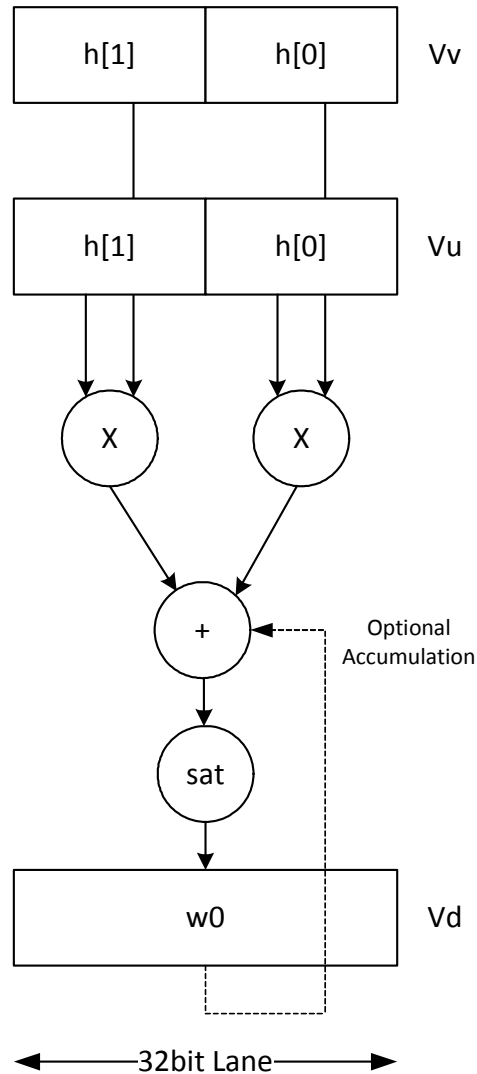 h[1] h[0] Vv
h[1] h[0] Vu
X X
+
Optional
Accumulation
sat
w0 Vd
32bit Lane